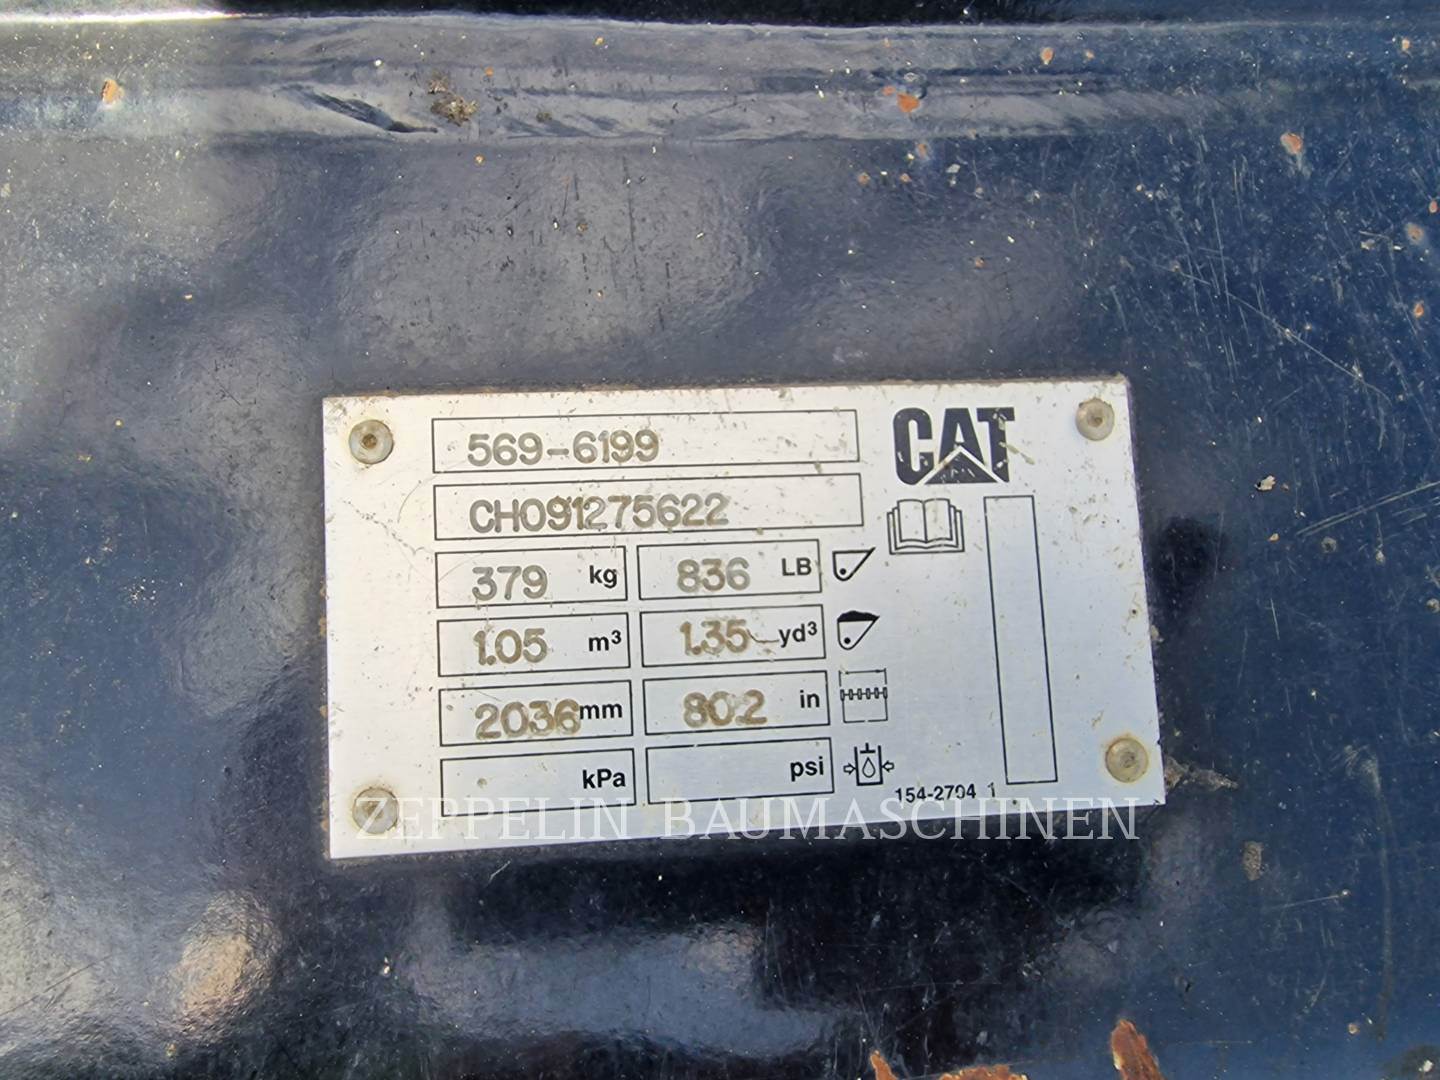 569-6199
CAT
CH091275622
379 kg 836 LB
1.05 m³ 1.35 yd³
2036 mm 80.2 in
kPa psi
154-2704 1
ZEPPELIN BAUMASCHINEN